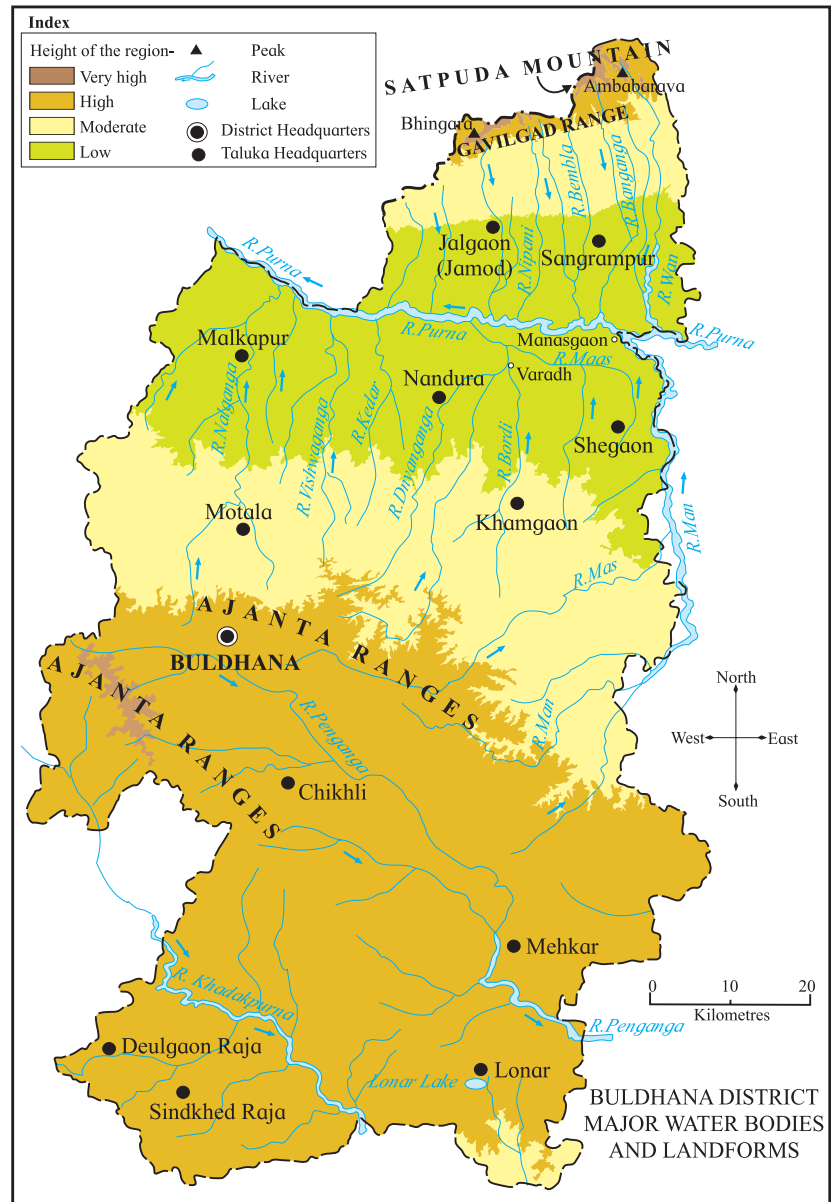 Index
Height of the region-
Very high
High
Moderate
Low
Peak
River
Lake
District Headquarters
Taluka Headquarters
SATPUDA MOUNTAIN
Ambabarava
Bhingara
GAVILGAD RANGE
R.Bembla
R.Banganga
R.Nipani
R.Wan
Jalgaon
(Jamod)
Sangrampur
R.Purna
R.Purna
R.Purna
Manasgaon
R.Maas
Varadh
Malkapur
Nandura
Shegaon
R.Nalganga
R.Vishwaganga
R.Kedar
R.Dnyanganga
R.Bordi
R.Man
Motala
Khamgaon
R.Mas
AJANTA RANGES
BULDHANA
AJANTA RANGES
R.Penganga
R.Man
Chikhli
North
West
East
South
Mehkar
0 10 20
Kilometres
R. Khadakpurna
R.Penganga
Deulgaon Raja
Sindkhed Raja
Lonar Lake
Lonar
BULDHANA DISTRICT
MAJOR WATER BODIES
AND LANDFORMS